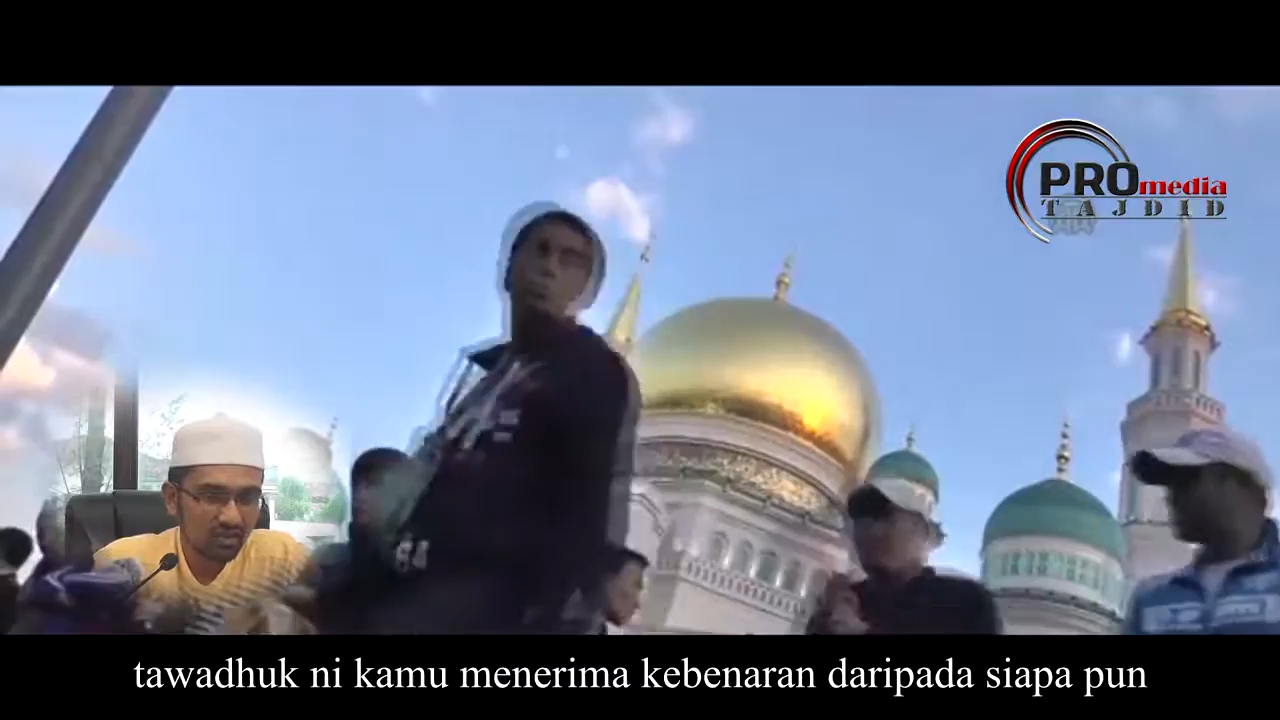 PROmedia
TAJDID
tawadhuk ni kamu menerima kebenaran daripada siapa pun